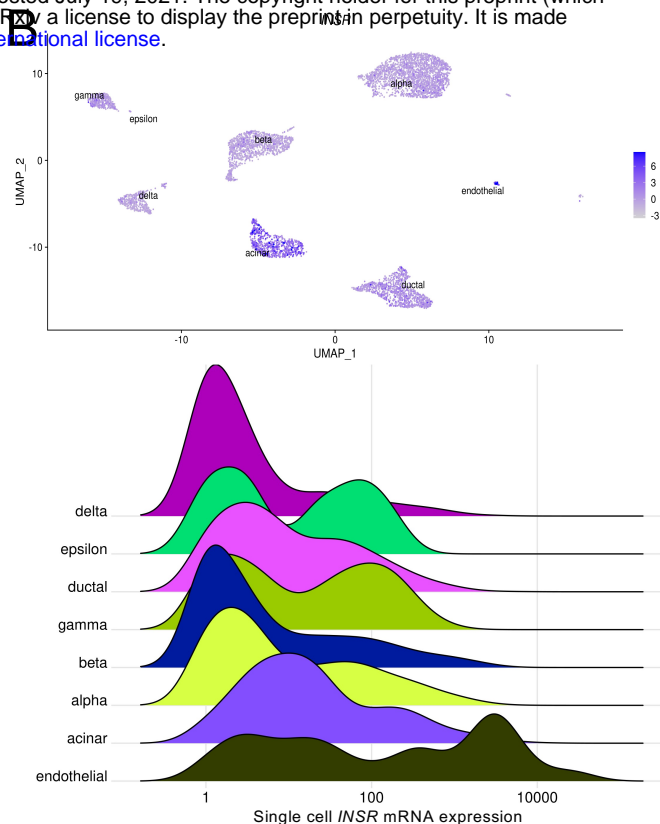 osted July 16, 2021. The copyright holder for this preprint (which
Rxiv a license to display the preprint in perpetuity. It is made
ernational license.
B
INSR
10
0
-10
UMAP_2
gamma
epsilon
alpha
beta
delta
endothelial
acinar
ductal
6
3
0
-3
-10
0
10
UMAP_1
delta
epsilon
ductal
gamma
beta
alpha
acinar
endothelial
1
100
10000
Single cell INSR mRNA expression